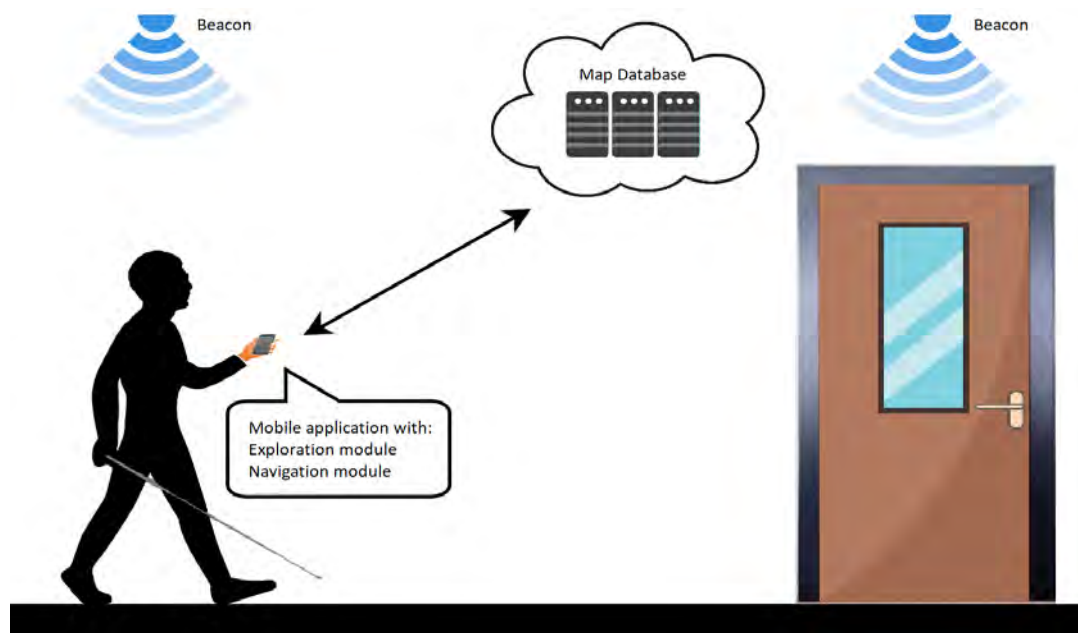 Beacon
Map Database
Beacon
Mobile application with:
Exploration module
Navigation module